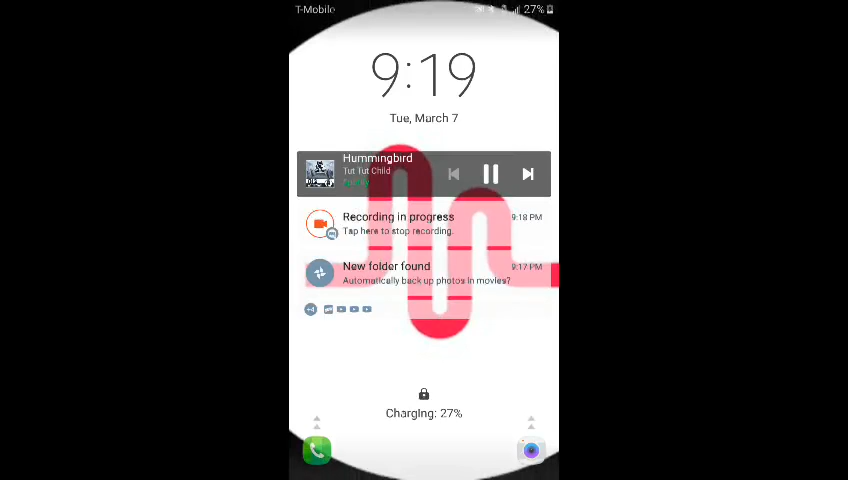 T-Mobile 27%
9:19
Tue, March 7
Hummingbird
Tut Tut Child
Recording in progress 9:18 PM
Tap here to stop recording.
New folder found 9:17 PM
Automatically back up photos in movies?
+4
Charging: 27%